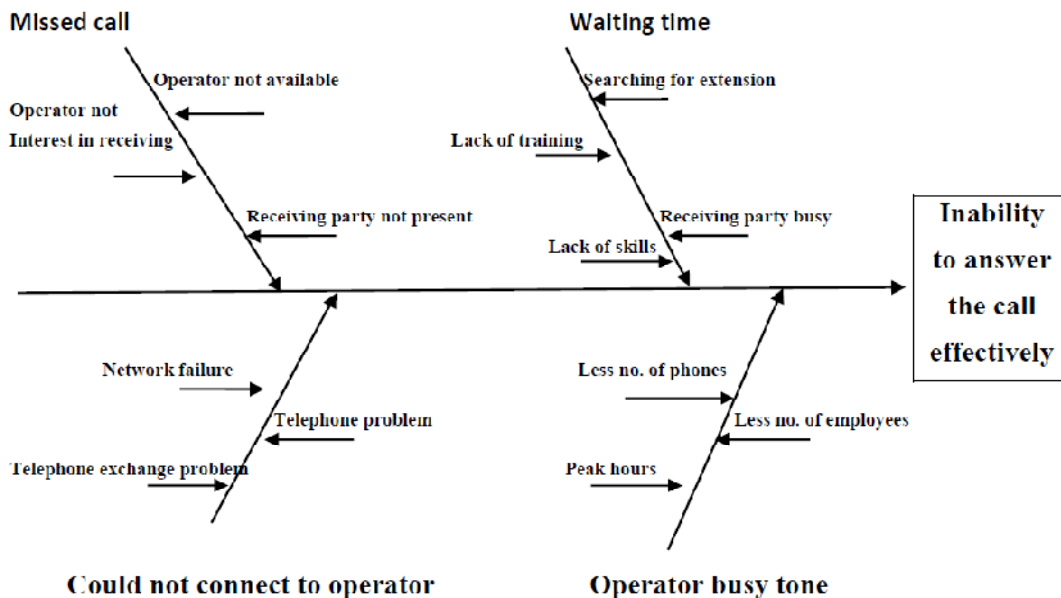 Missed call
Waiting time
Operator not available
Operator not
Interest in receiving
Receiving party not present
Searching for extension
Lack of training
Receiving party busy
Lack of skills
Inability
to answer
the call
effectively
Network failure
Telephone problem
Telephone exchange problem
Less no. of phones
Less no. of employees
Peak hours
Could not connect to operator
Operator busy tone